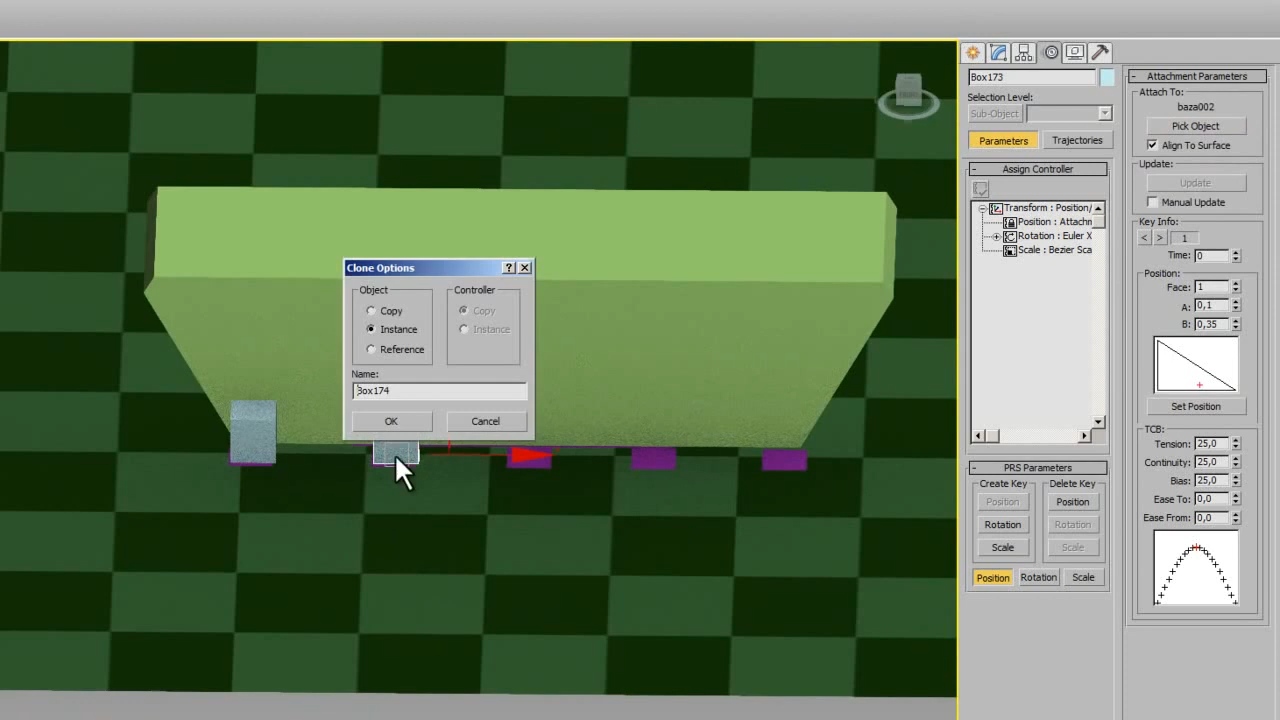 Box173
Selection Level:
Sub-Object
Parameters
Trajectories
- Assign Controller
Transform : Position/
Position : Attachm
Rotation : Euler X
Scale : Bezier Sca
- PRS Parameters
Create Key
Delete Key
Position
Position
Rotation
Rotation
Scale
Scale
Position
Rotation
Scale
- Attachment Parameters
Attach To:
baza002
Pick Object
Align To Surface
Update:
Update
Manual Update
Key Info:
< > 1
Time: 0
Position:
Face: 1
A: 0,1
B: 0,35
Set Position
TCB:
Tension: 25,0
Continuity: 25,0
Bias: 25,0
Ease To: 0,0
Ease From: 0,0
Clone Options ?
Object
Copy
Instance
Reference
Controller
Copy
Instance
Name:
Box174
OK
Cancel